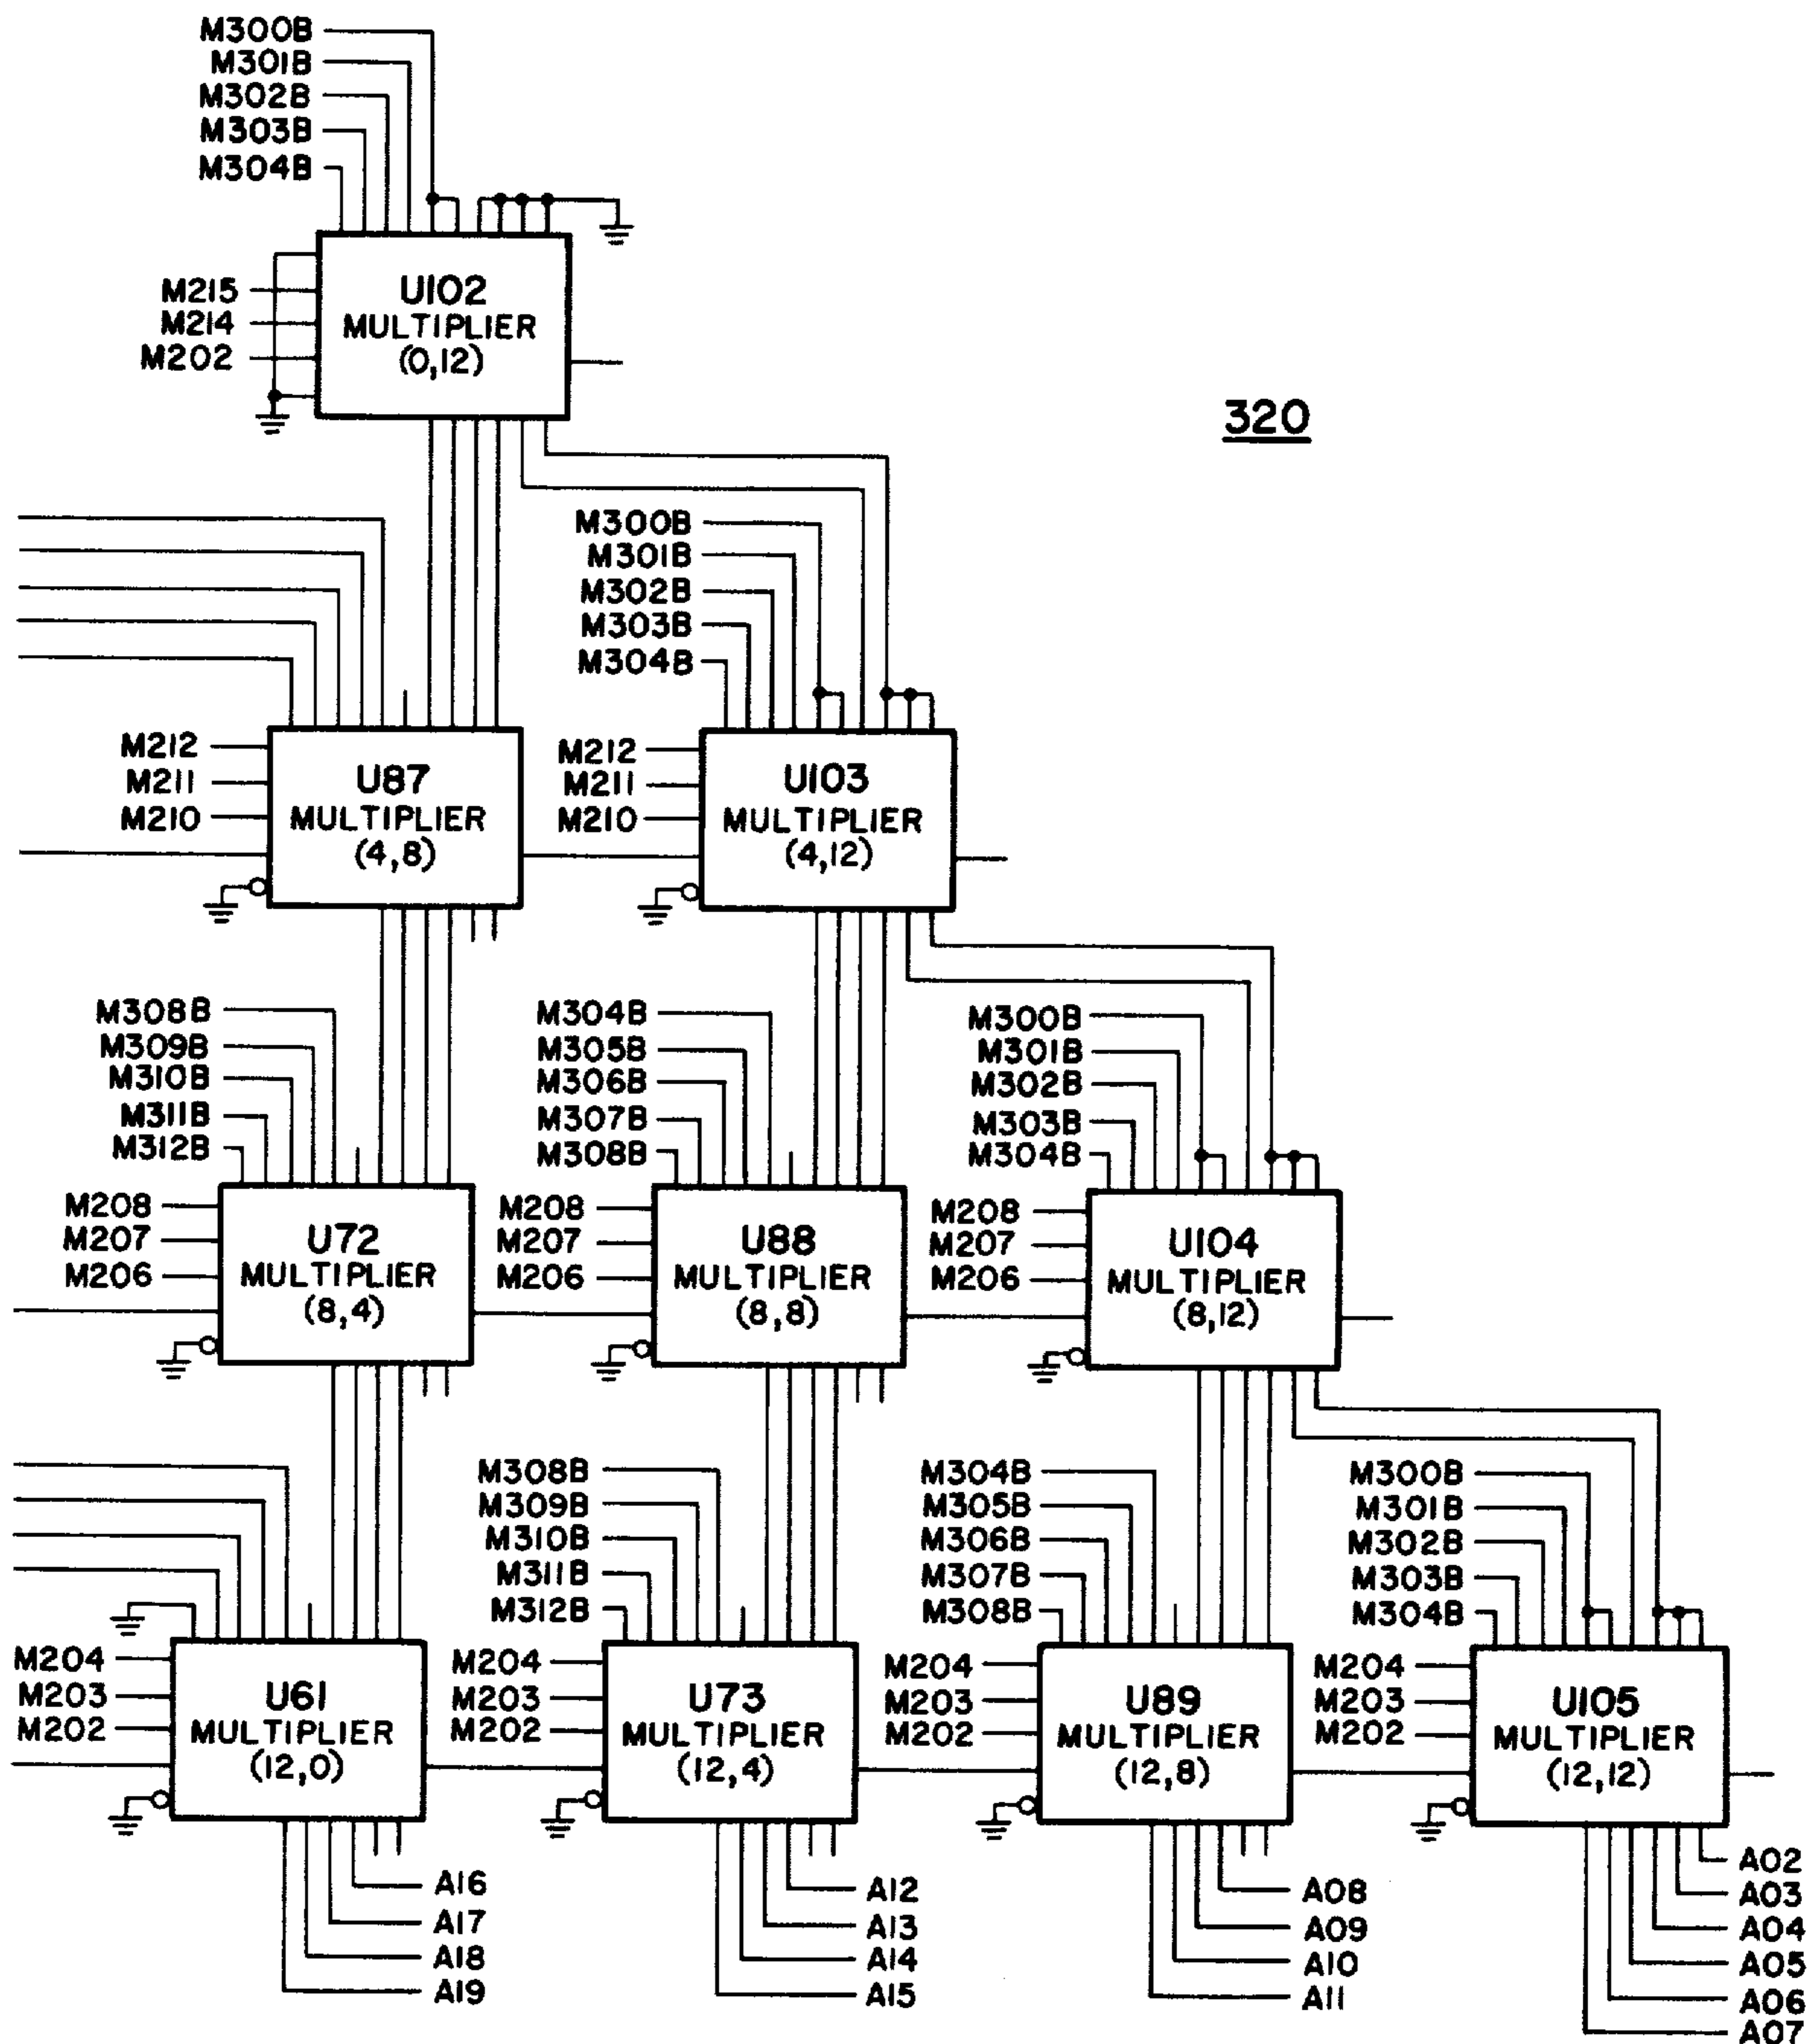 M300B
M301B
M302B
M303B
M304B
M215
M214
M202
U102
MULTIPLIER
(0,12)
320
M300B
M301B
M302B
M303B
M304B
M212
M211
M210
U87
MULTIPLIER
(4,8)
M212
M211
M210
U103
MULTIPLIER
(4,12)
M308B
M309B
M310B
M311B
M312B
M304B
M305B
M306B
M307B
M308B
M300B
M301B
M302B
M303B
M304B
M208
M207
M206
U72
MULTIPLIER
(8,4)
M208
M207
M206
U88
MULTIPLIER
(8,8)
M208
M207
M206
U104
MULTIPLIER
(8,12)
M308B
M309B
M310B
M311B
M312B
M304B
M305B
M306B
M307B
M308B
M300B
M301B
M302B
M303B
M304B
M204
M203
M202
U61
MULTIPLIER
(12,0)
M204
M203
M202
U73
MULTIPLIER
(12,4)
M204
M203
M202
U89
MULTIPLIER
(12,8)
M204
M203
M202
U105
MULTIPLIER
(12,12)
A16
A17
A18
A19
A12
A13
A14
A15
A08
A09
A10
A11
A02
A03
A04
A05
A06
A07